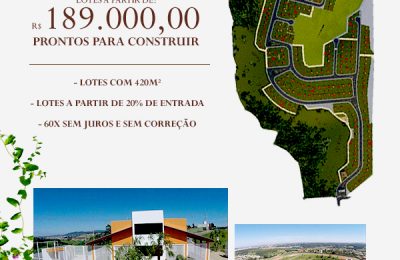 LOTES A PARTIR DE:
R$ 189.000,00
PRONTOS PARA CONSTRUIR
- LOTES COM 420M²
- LOTES A PARTIR DE 20% DE ENTRADA
- 60X SEM JUROS E SEM CORREÇÃO